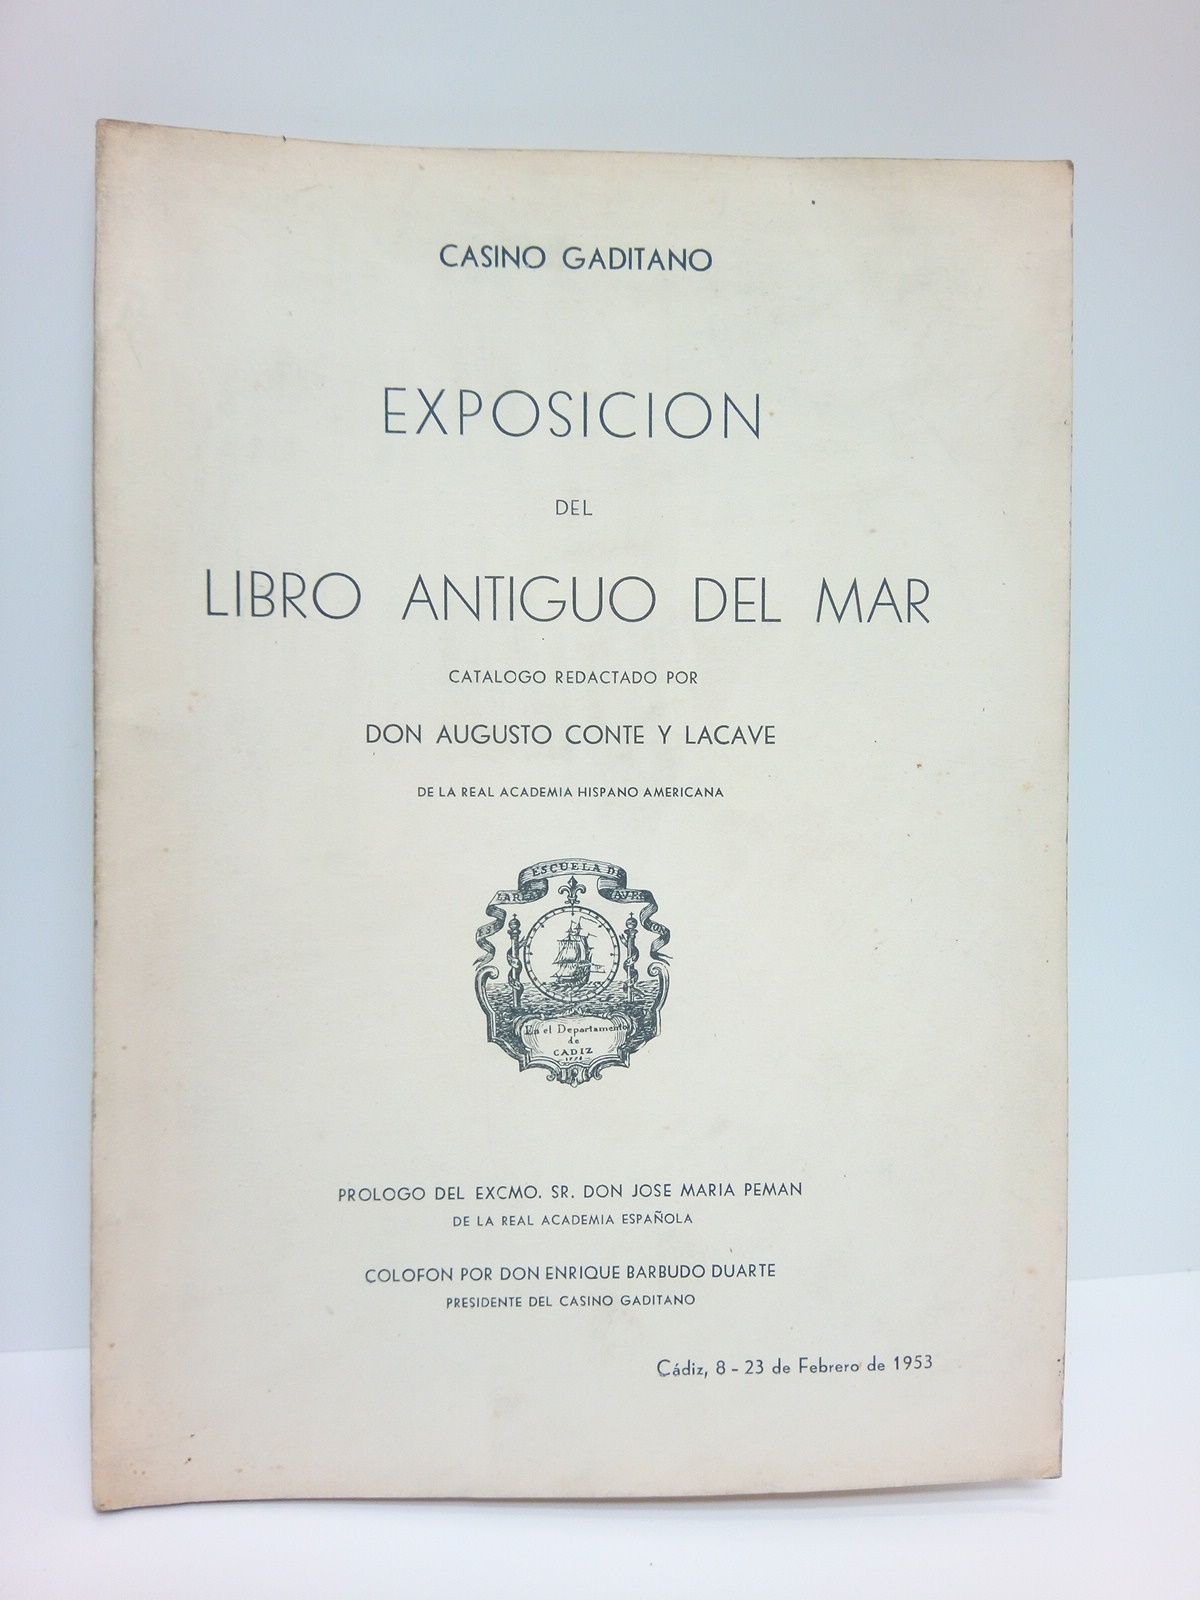 CASINO GADITANO
EXPOSICION
DEL
LIBRO ANTIGUO DEL MAR
CATALOGO REDACTADO POR
DON AUGUSTO CONTE Y LACAVE
DE LA REAL ACADEMIA HISPANO AMERICANA
ESCUELA DE
En el Departamento
de
CADIZ
PROLOGO DEL EXCMO. SR. DON JOSE MARIA PEMAN
DE LA REAL ACADEMIA ESPAÑOLA
COLOFON POR DON ENRIQUE BARBUDO DUARTE
PRESIDENTE DEL CASINO GADITANO
Cádiz, 8 - 23 de Febrero de 1953